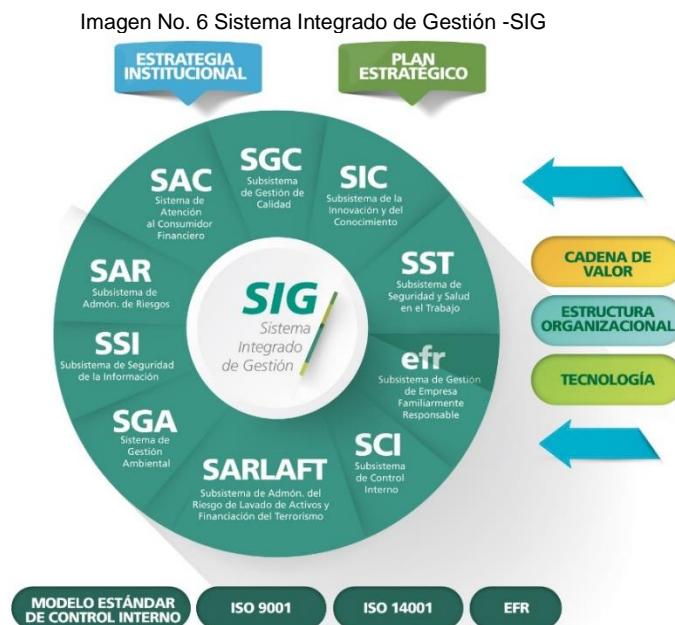 Imagen No. 6 Sistema Integrado de Gestión -SIG
ESTRATEGIA
INSTITUCIONAL
PLAN
ESTRATÉGICO
SGC
Subsistema
de Gestión de
Calidad
SIC
Subsistema de la
Innovación y del
Conocimiento
SST
Subsistema de
Seguridad y Salud
en el Trabajo
efr
Subsistema de Gestión
de Empresa
Familiarmente
Responsable
SCI
Subsistema
de Control
Interno
SARLAFT
Subsistema de Admón. del
Riesgo de Lavado de Activos y
Financiación del Terrorismo
SGA
Sistema de
Gestión
Ambiental
SSI
Subsistema de Seguridad
de la Información
SAR
Subsistema de
Admón. de Riesgos
SAC
Sistema de
Atención
al Consumidor
Financiero
SIG
Sistema
Integrado
de Gestión
CADENA DE
VALOR
ESTRUCTURA
ORGANIZACIONAL
TECNOLOGÍA
MODELO ESTÁNDAR
DE CONTROL INTERNO
ISO 9001
ISO 14001
EFR